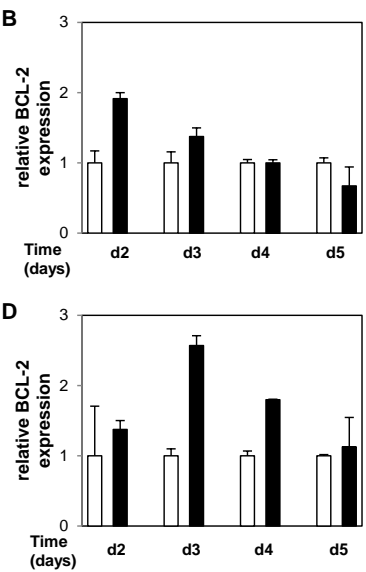 B
3
2
1
0
relative BCL-2
expression
Time
(days)
d2 d3 d4 d5
D
3
2
1
0
relative BCL-2
expression
Time
(days)
d2 d3 d4 d5